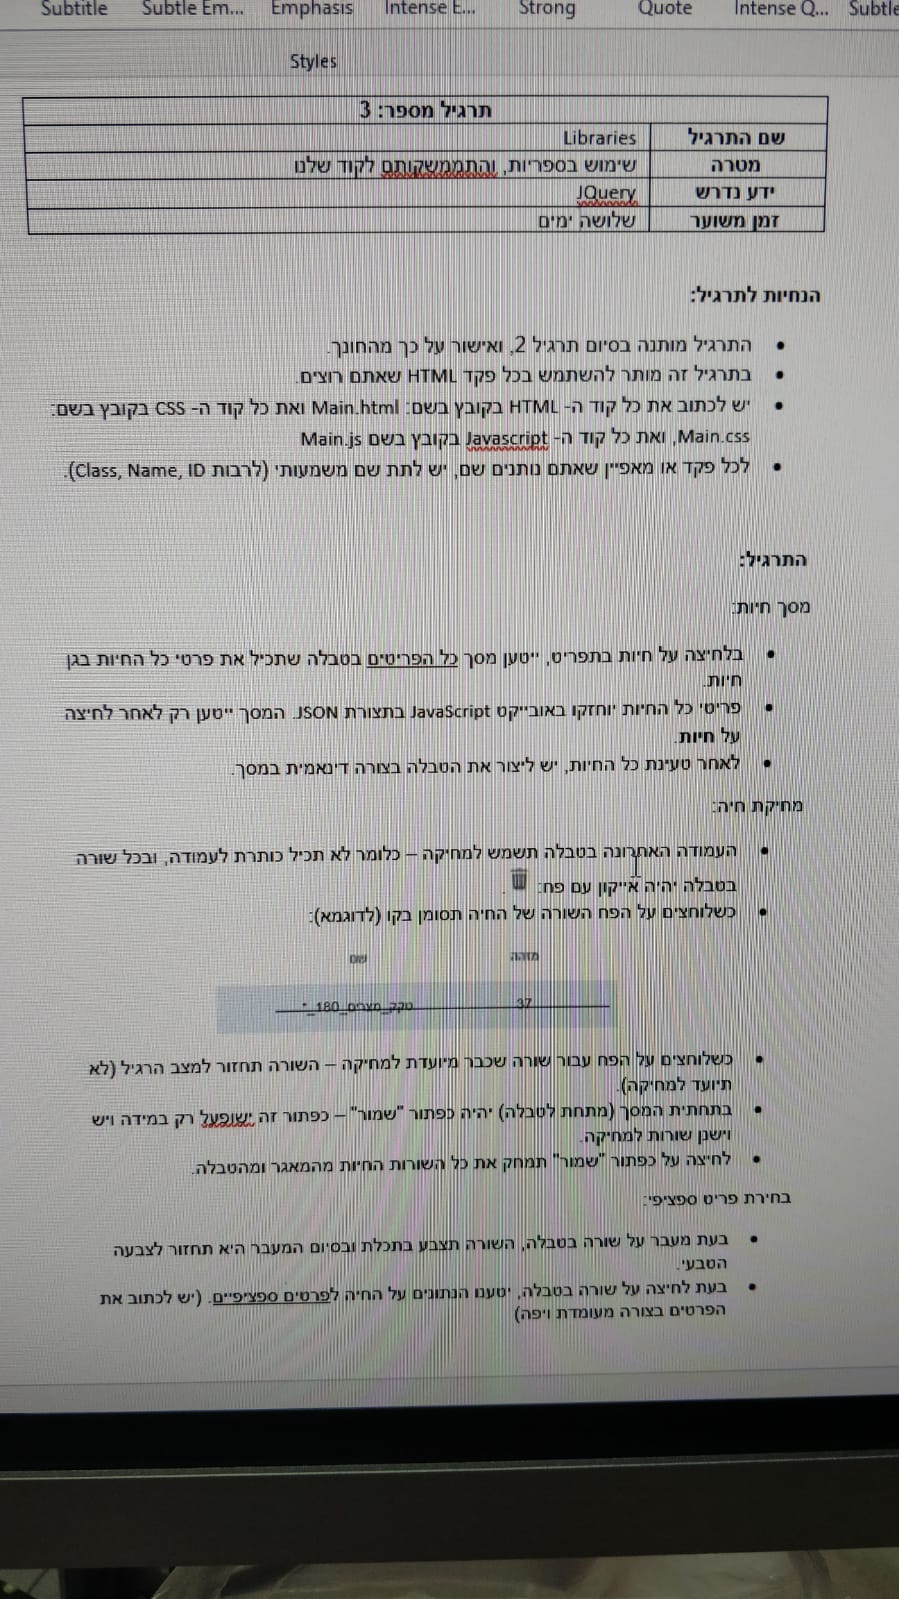 Subtitle Subtle Em... Emphasis Intense E... Strong Quote Intense Q... Subtle
Styles
תרגיל מספר: 3
שם התרגיל Libraries
מטרה שימוש בספריות, והתממשקותם לקוד שלנו
ידע נדרש JQuery
זמן משוער שלושה ימים
הנחיות לתרגיל:
• התרגיל מותנה בסיום תרגיל 2, ואישור על כך מהחונך.
• בתרגיל זה מותר להשתמש בכל פקד HTML שאתם רוצים.
• יש לכתוב את כל קוד ה- HTML בקובץ בשם: Main.html ואת כל קוד ה- CSS בקובץ בשם:
Main.css, ואת כל קוד ה- Javascript בקובץ בשם Main.js
• לכל פקד או מאפיין שאתם נותנים שם, יש לתת שם משמעותי (לרבות Class, Name, ID).
התרגיל:
מסך חיות:
• בלחיצה על חיות בתפריט, ייטען מסך כל הפריטים בטבלה שתכיל את פרטי כל החיות בגן
חיות.
• פריטי כל החיות יוחזקו באובייקט JavaScript בתצורת JSON. המסך ייטען רק לאחר לחיצה
על חיות.
• לאחר טעינת כל החיות, יש ליצור את הטבלה בצורה דינאמית במסך.
מחיקת חיה:
• העמודה האחרונה בטבלה תשמש למחיקה – כלומר לא תכיל כותרת לעמודה, ובכל שורה
בטבלה יהיה אייקון עם פח: .
• כשלוחצים על הפח השורה של החיה תסומן בקו (לדוגמא):
מזהה שם
37 טקק_מצרים_180_*
• כשלוחצים על הפח עבור שורה שכבר מיועדת למחיקה – השורה תחזור למצב הרגיל (לא
תיועד למחיקה).
• בתחתית המסך (מתחת לטבלה) יהיה כפתור "שמור" – כפתור זה ישופעל רק במידה ויש
וישנן שורות למחיקה.
• לחיצה על כפתור "שמור" תמחק את כל השורות החיות מהמאגר ומהטבלה.
בחירת פריט ספציפי:
• בעת מעבר על שורה בטבלה, השורה תצבע בתכלת ובסיום המעבר היא תחזור לצבעה
הטבעי.
• בעת לחיצה על שורה בטבלה, יטענו הנתונים על החיה לפרטים ספציפיים. (יש לכתוב את
הפרטים בצורה מעומדת ויפה)